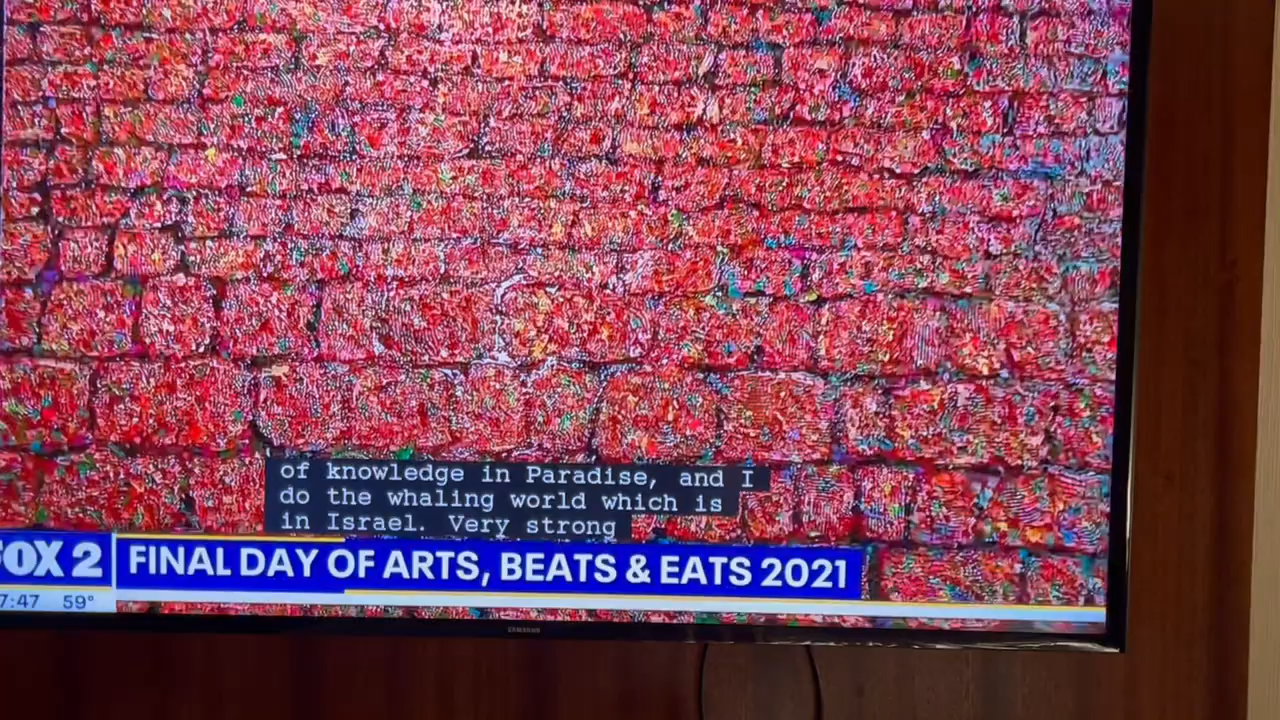 of knowledge in Paradise, and I
do the whaling world which is
in Israel. Very strong
FOX 2
FINAL DAY OF ARTS, BEATS & EATS 2021
7:47 59°
SAMSUNG